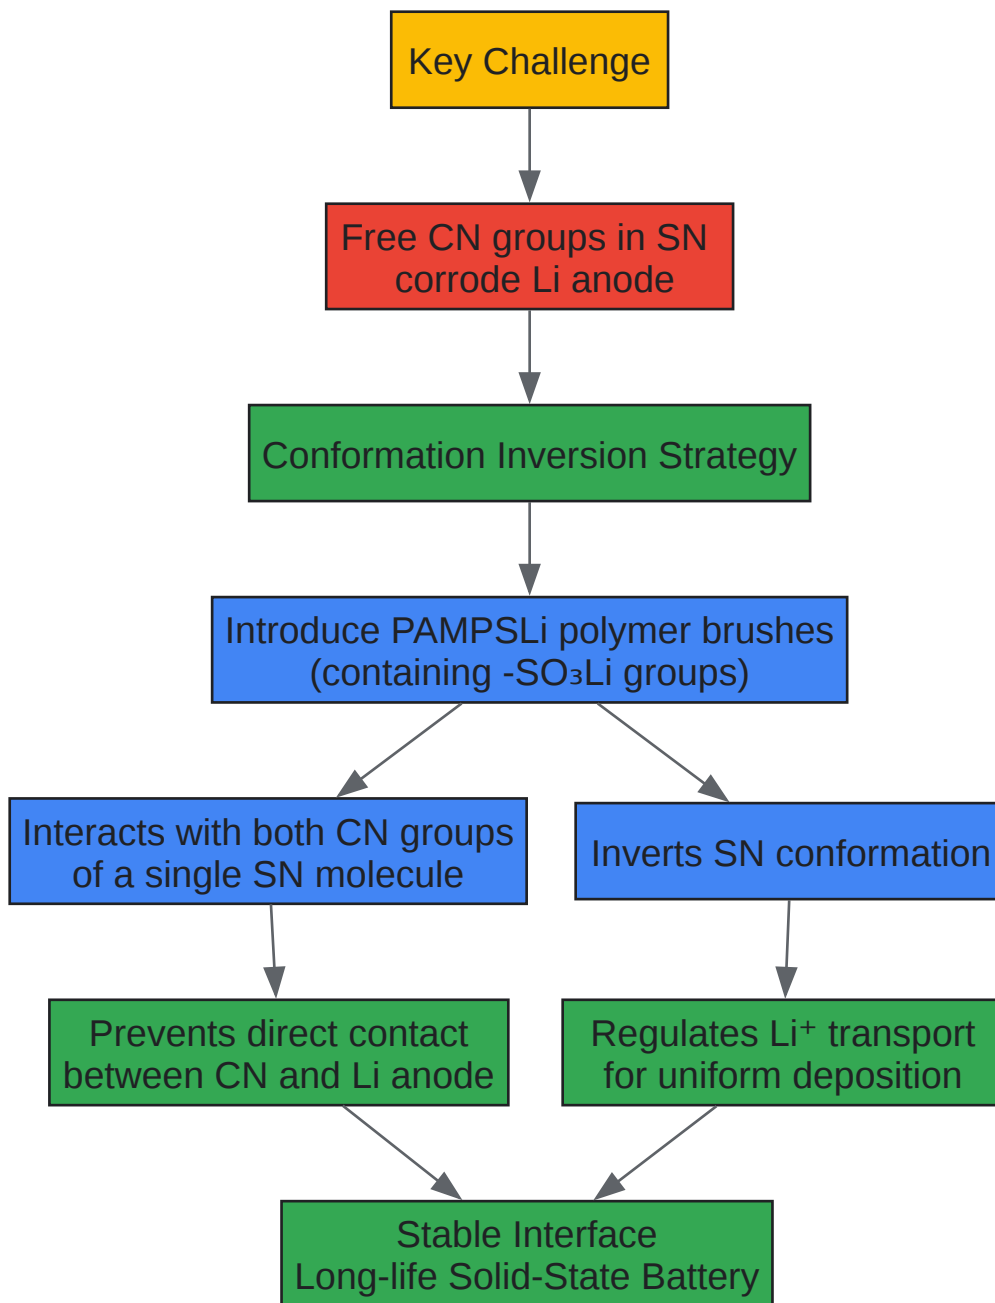 Key Challenge
Free CN groups in SN
corrode Li anode
Conformation Inversion Strategy
Introduce PAMPSLi polymer brushes
(containing -SO₃Li groups)
Interacts with both CN groups
of a single SN molecule
Inverts SN conformation
Prevents direct contact
between CN and Li anode
Regulates Li⁺ transport
for uniform deposition
Stable Interface
Long-life Solid-State Battery